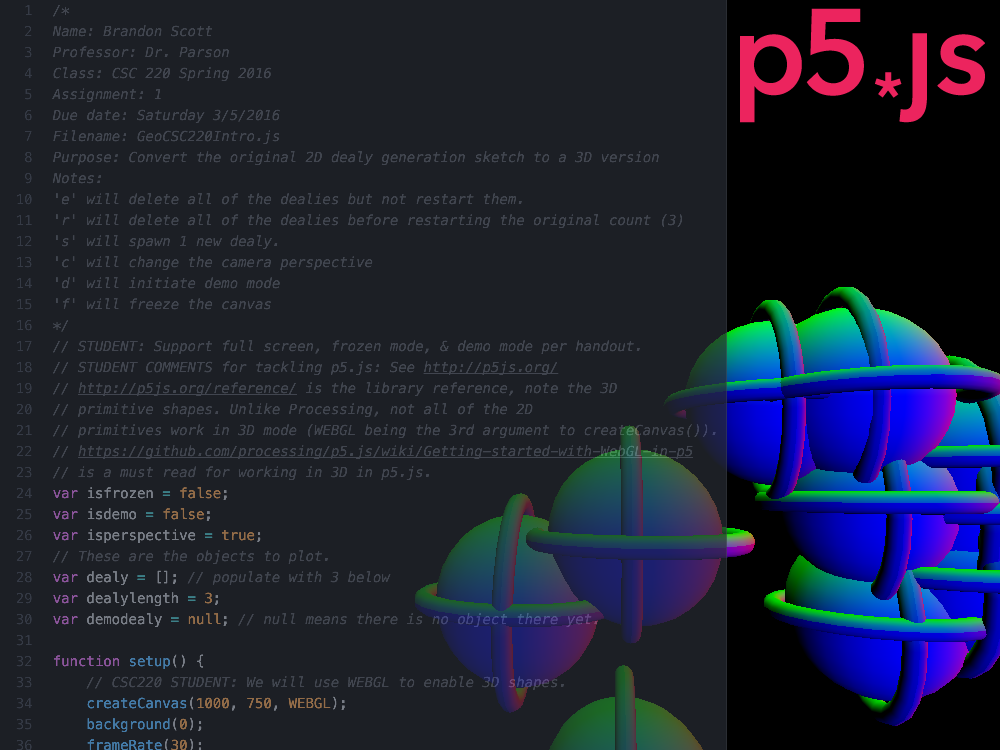 p5*js
1 /*
2 Name: Brandon Scott
3 Professor: Dr. Parson
4 Class: CSC 220 Spring 2016
5 Assignment: 1
6 Due date: Saturday 3/5/2016
7 Filename: GeoCSC220Intro.js
8 Purpose: Convert the original 2D dealy generation sketch to a 3D version
9 Notes:
10 'e' will delete all of the dealies but not restart them.
11 'r' will delete all of the dealies before restarting the original count (3)
12 's' will spawn 1 new dealy.
13 'c' will change the camera perspective
14 'd' will initiate demo mode
15 'f' will freeze the canvas
16 */
17 // STUDENT: Support full screen, frozen mode, & demo mode per handout.
18 // STUDENT COMMENTS for tackling p5.js: See http://p5js.org/
19 // http://p5js.org/reference/ is the library reference, note the 3D
20 // primitive shapes. Unlike Processing, not all of the 2D
21 // primitives work in 3D mode (WEBGL being the 3rd argument to createCanvas()).
22 // https://github.com/processing/p5.js/wiki/Getting-started-with-WebGL-in-p5
23 // is a must read for working in 3D in p5.js.
24 var isfrozen = false;
25 var isdemo = false;
26 var isperspective = true;
27 // These are the objects to plot.
28 var dealy = []; // populate with 3 below
29 var dealylength = 3;
30 var demodealy = null; // null means there is no object there yet.
31
32 function setup() {
33 // CSC220 STUDENT: We will use WEBGL to enable 3D shapes.
34 createCanvas(1000, 750, WEBGL);
35 background(0);
36 frameRate(30);